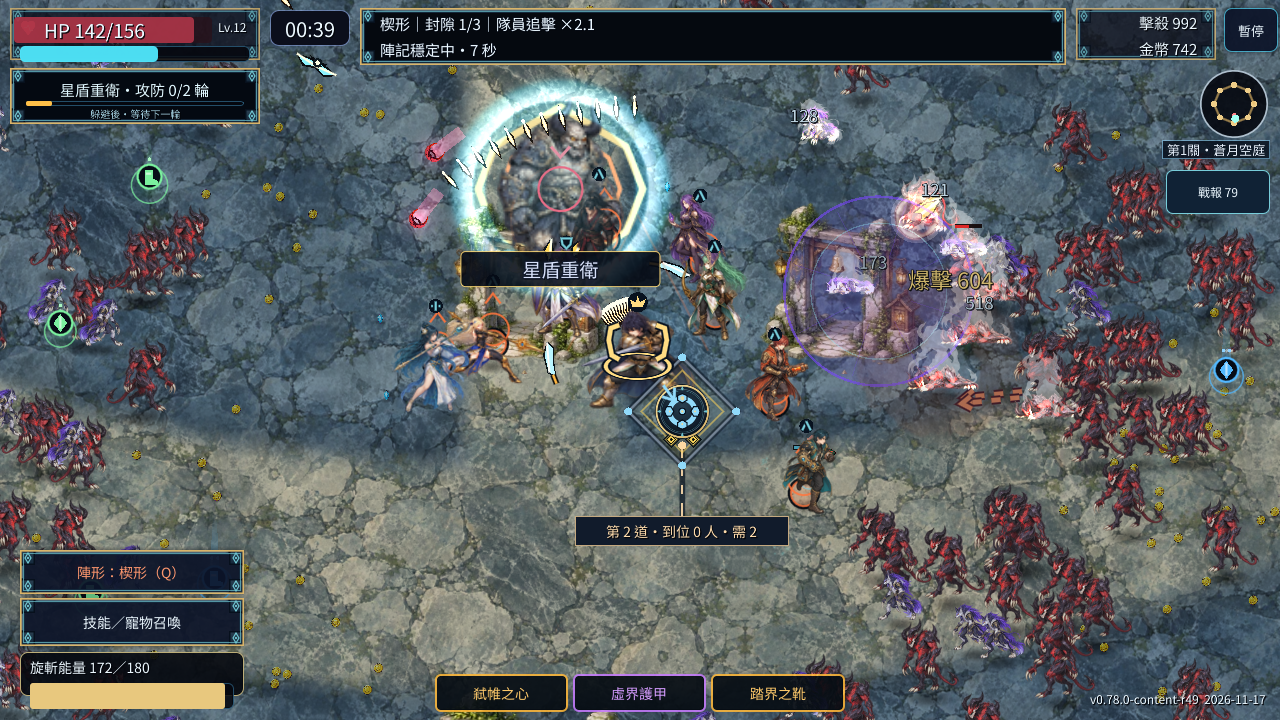 HP 142/156
Lv.12
00:39
楔形｜封隙 1/3｜隊員追擊 ×2.1
陣記穩定中・7 秒
擊殺 992
金幣 742
暫停
星盾重衛・攻防 0/2 輪
躲避後・等待下一輪
第1關・蒼月空庭
戰報 79
128
121
173
爆擊 604
518
星盾重衛
第 2 道・到位 0 人・需 2
陣形：楔形（Q）
技能／寵物召喚
旋斬能量 172／180
弒帷之心
虛界護甲
踏界之靴
v0.78.0-content-r49-2026-11-17